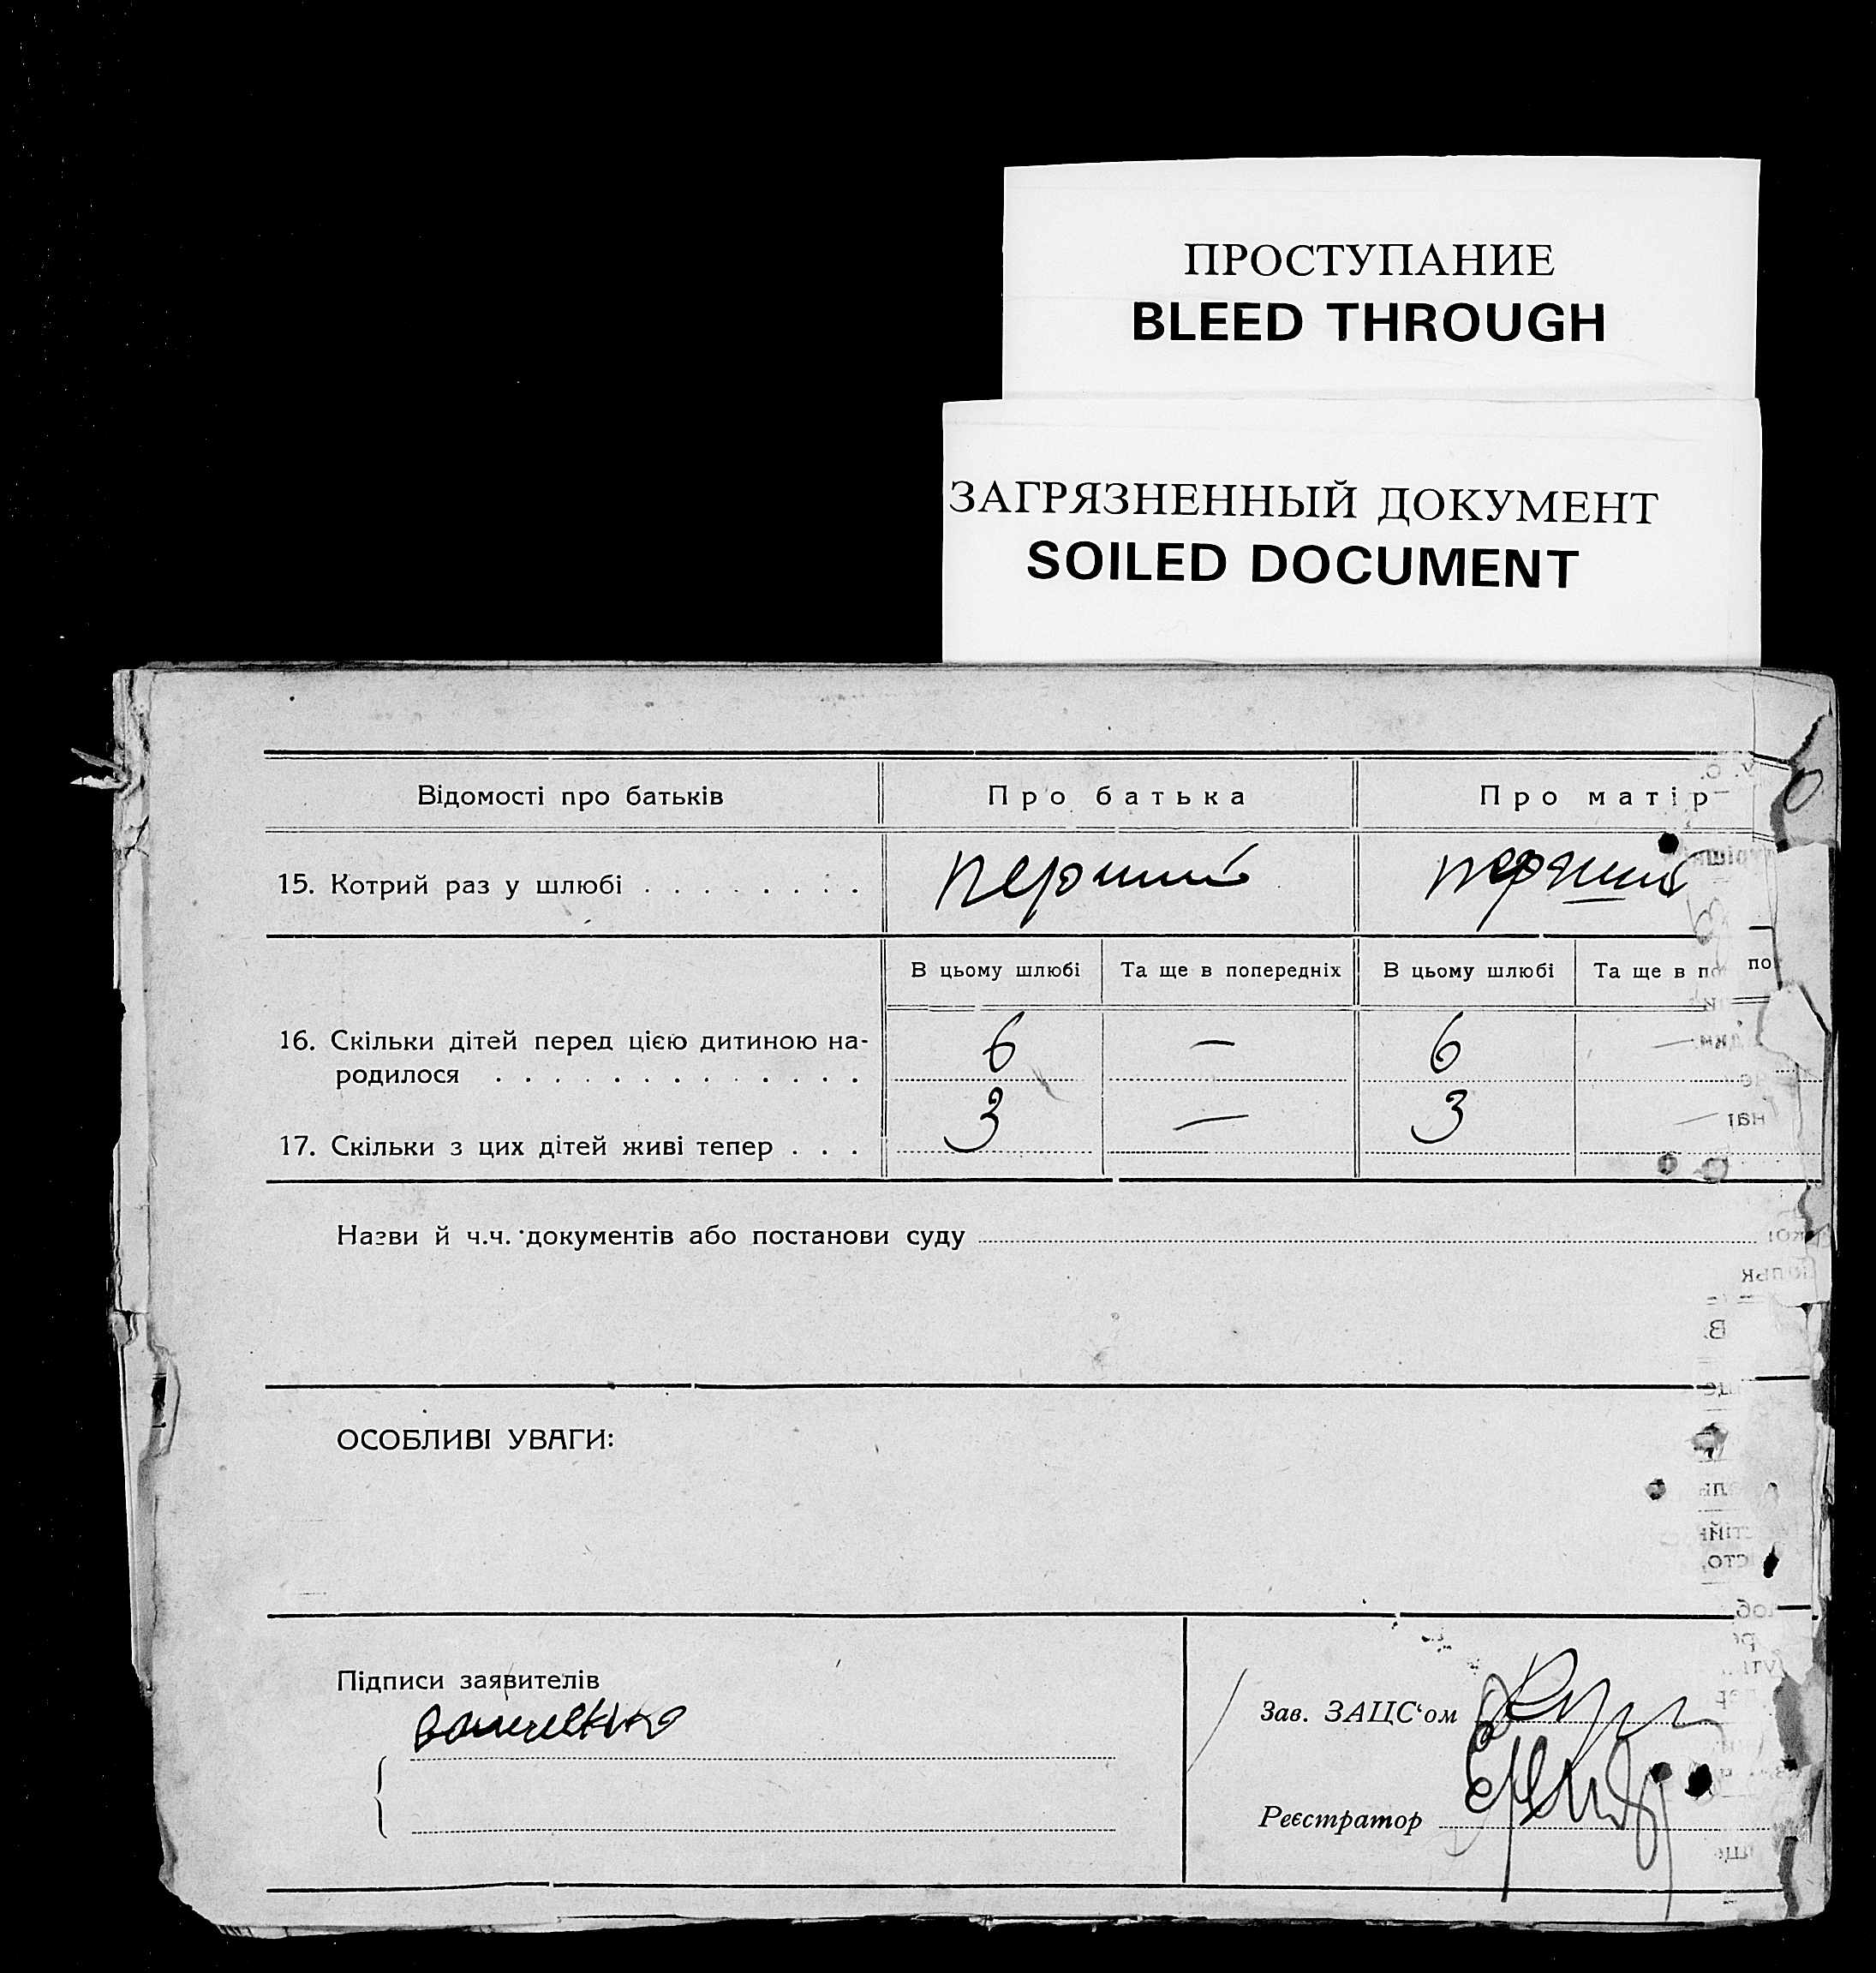 ПРОСТУПАНИЕ
BLEED THROUGH
ЗАГРЯЗНЕННЫЙ ДОКУМЕНТ
SOILED DOCUMENT
Відомості про батьків Про батька Про матір
15. Котрий раз у шлюбі . . . . . . . . перший перший
В цьому шлюбі Та ще в попередніх В цьому шлюбі Та ще в по
16. Скільки дітей перед цією дитиною на-
родилося . . . . . . . . . . . . . 6 — 6 —
17. Скільки з цих дітей живі тепер . . . 3 — 3 —
Назви й ч.ч. документів або постанови суду
ОСОБЛИВІ УВАГИ:
Підписи заявителів
Зав. ЗАЦС‘ом
Реєстратор